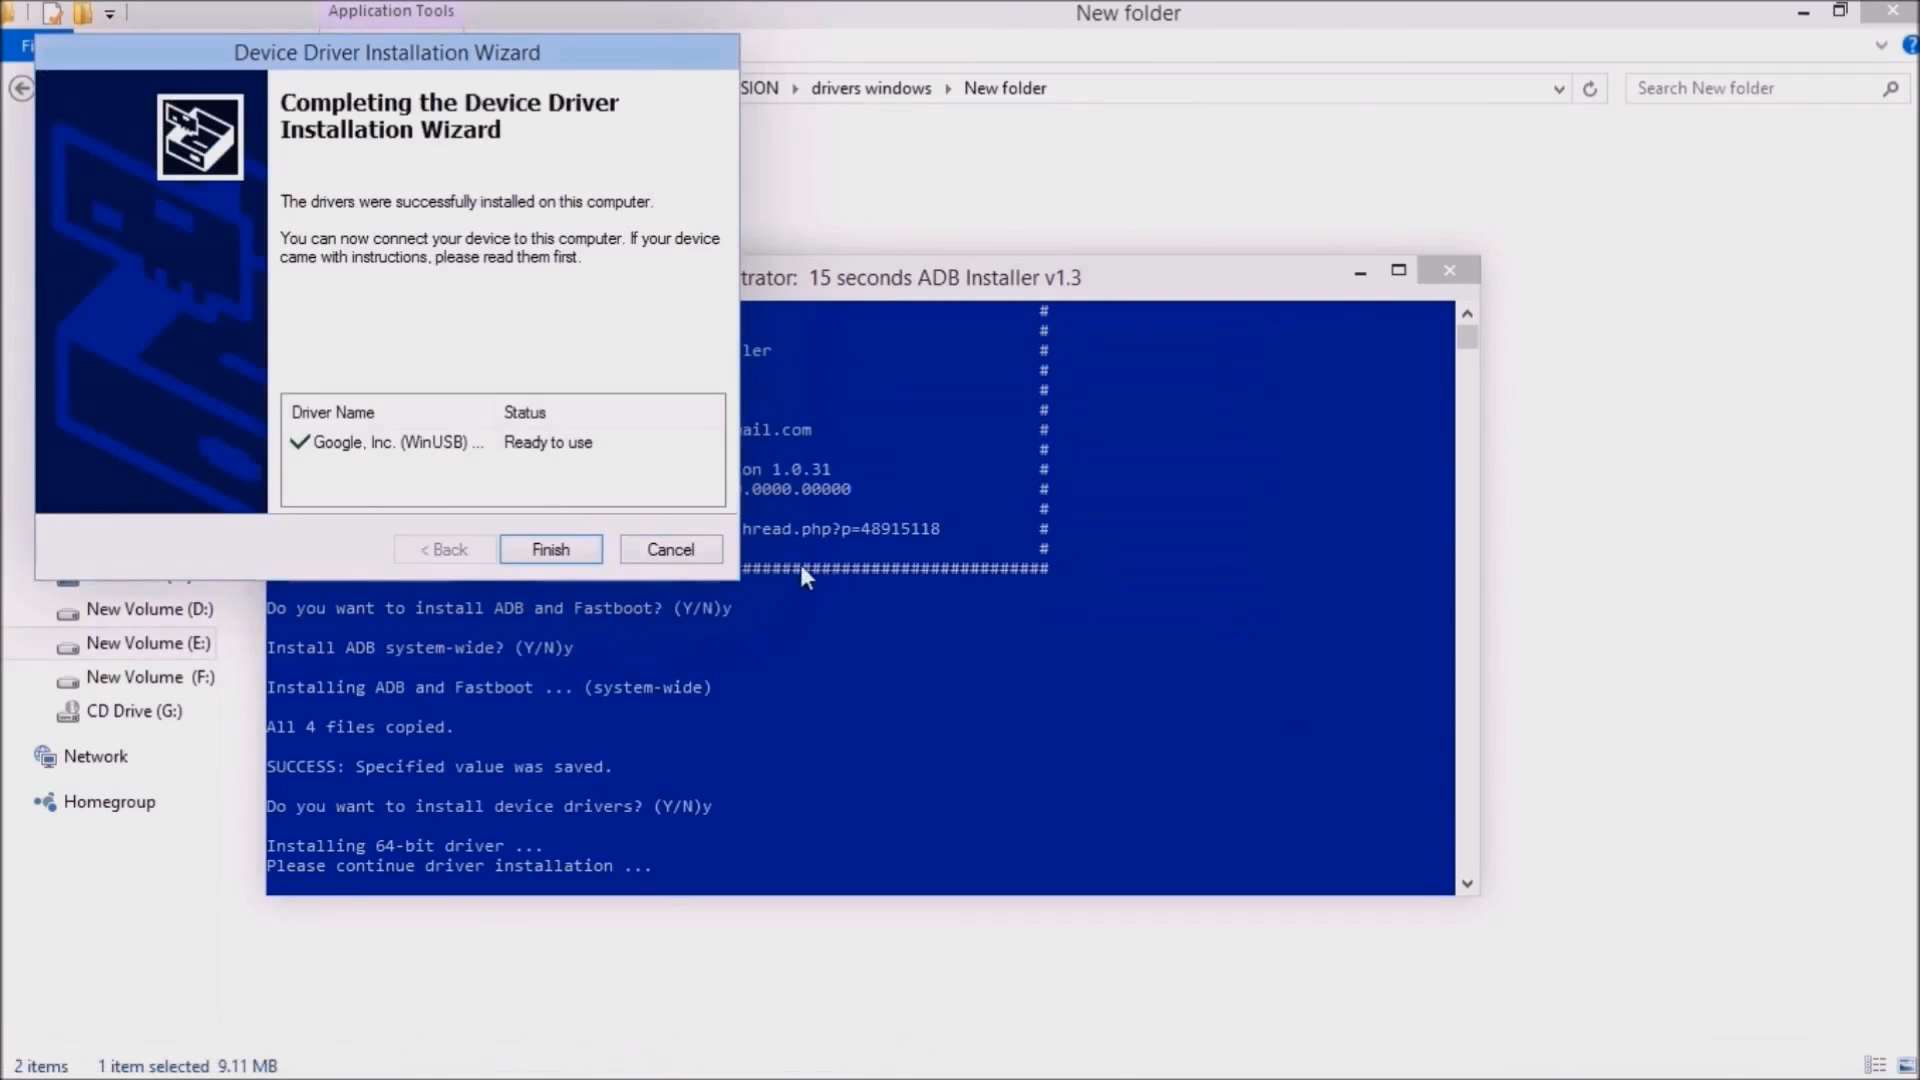 Application Tools
New folder
Fi
Device Driver Installation Wizard
SION
drivers windows
New folder
Search New folder
Completing the Device Driver
Installation Wizard
The drivers were successfully installed on this computer.
You can now connect your device to this computer. If your device
came with instructions, please read them first.
Driver Name Status
Google, Inc. (WinUSB) ... Ready to use
< Back Finish Cancel
trator: 15 seconds ADB Installer v1.3
#
#
ler #
#
#
#
ail.com #
#
on 1.0.31 #
.0000.00000 #
#
hread.php?p=48915118 #
#
###############################
Do you want to install ADB and Fastboot? (Y/N)y
Install ADB system-wide? (Y/N)y
Installing ADB and Fastboot ... (system-wide)
All 4 files copied.
SUCCESS: Specified value was saved.
Do you want to install device drivers? (Y/N)y
Installing 64-bit driver ...
Please continue driver installation ...
New Volume (D:)
New Volume (E:)
New Volume (F:)
CD Drive (G:)
Network
Homegroup
2 items 1 item selected 9.11 MB